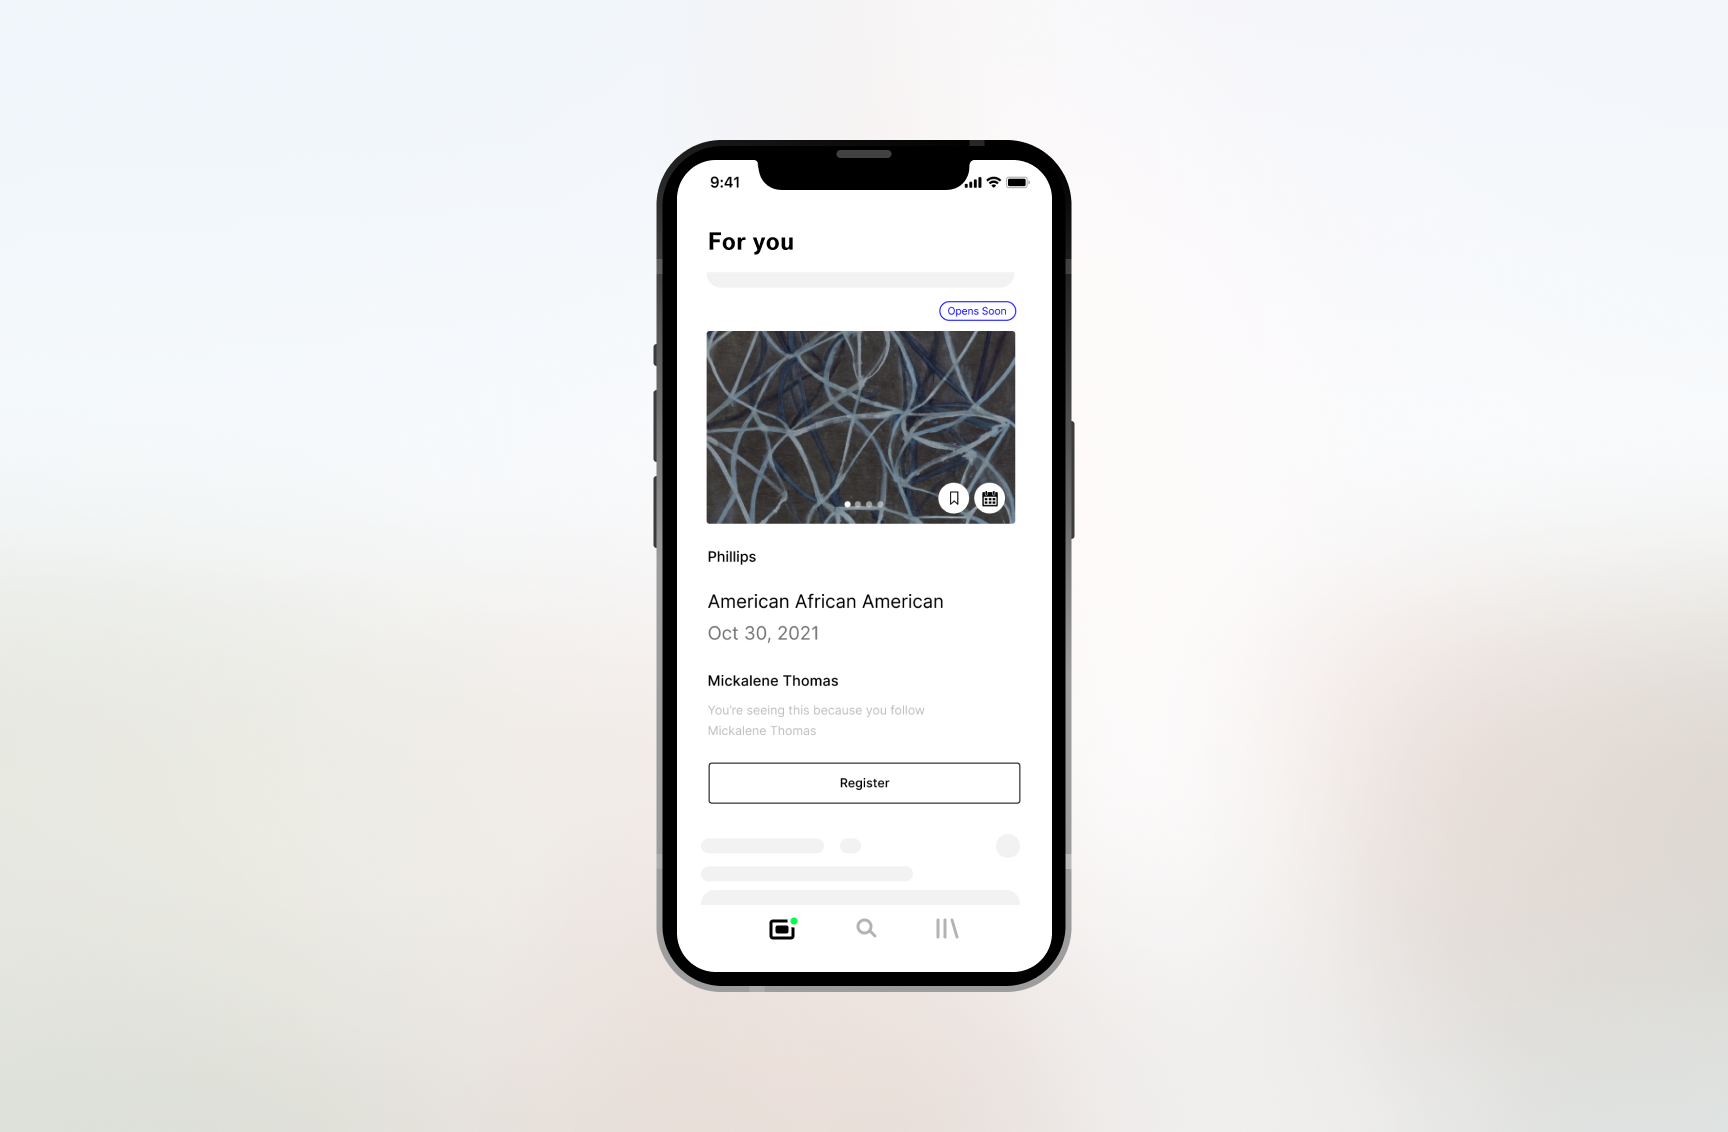 9:41
For you
Opens Soon
Phillips
American African American
Oct 30, 2021
Mickalene Thomas
You're seeing this because you follow
Mickalene Thomas
Register